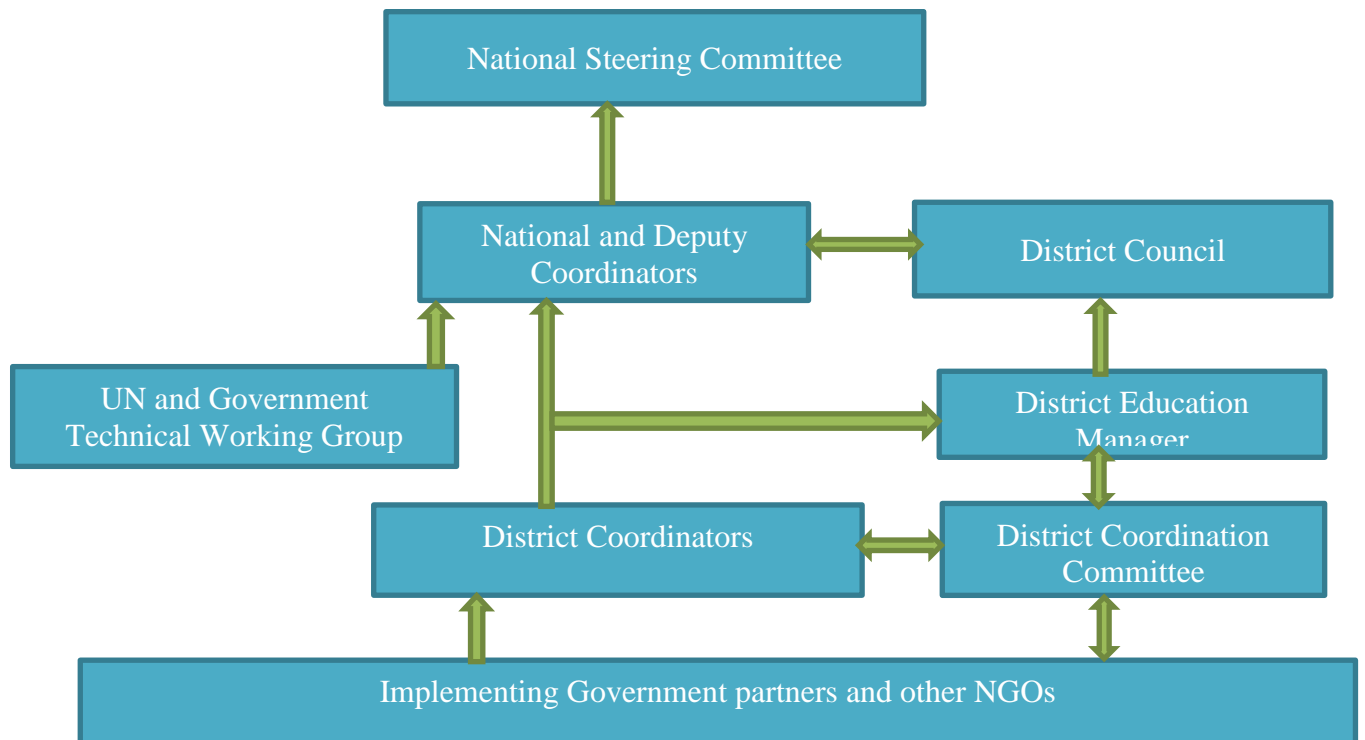 National Steering Committee
National and Deputy
Coordinators
District Council
UN and Government
Technical Working Group
District Education
Manager
District Coordinators
District Coordination
Committee
Implementing Government partners and other NGOs